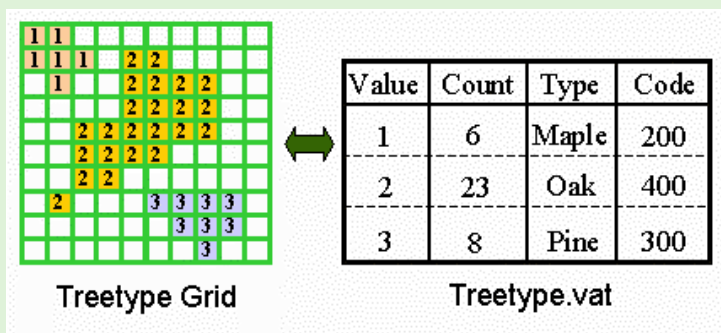 1 1
1 1 1 2 2
1 2 2 2 2
2 2 2 2
2 2 2 2 2 2
2 2 2 2
2 2
2 3 3 3 3
3 3 3
3
Treetype Grid
Value Count Type Code
1 6 Maple 200
2 23 Oak 400
3 8 Pine 300
Treetype.vat